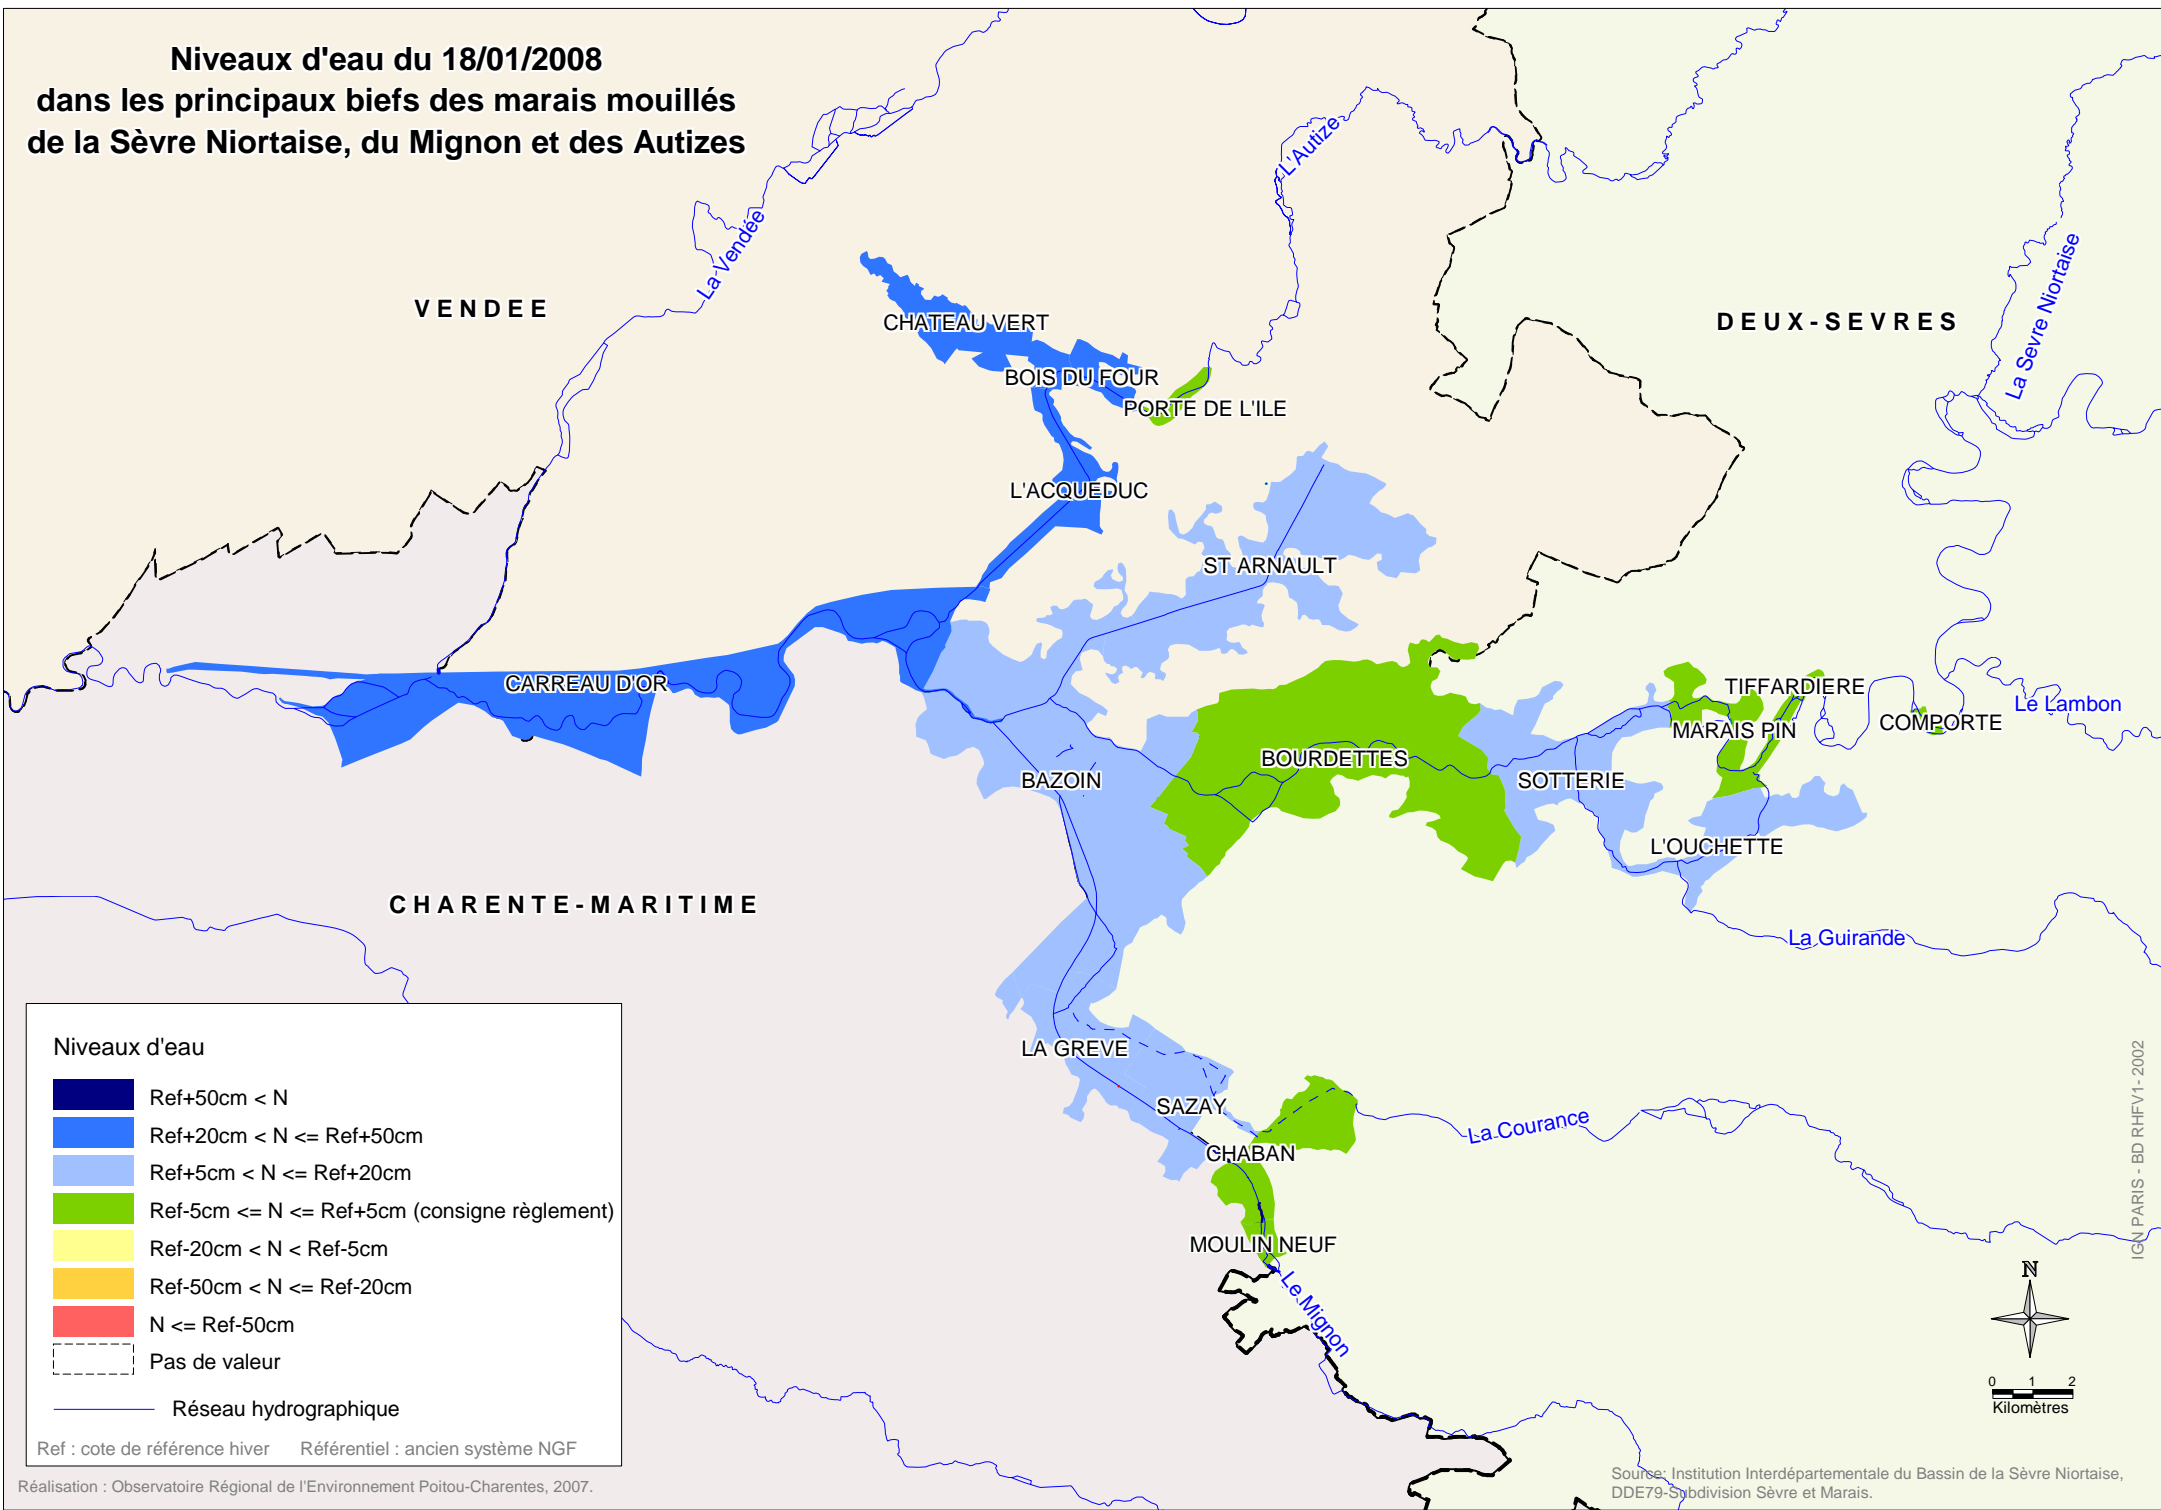 Niveaux d'eau du 18/01/2008
dans les principaux biefs des marais mouillés
de la Sèvre Niortaise, du Mignon et des Autizes
L'Autize
La Vendée
VENDEE
DEUX-SEVRES
La Sevre Niortaise
CHATEAU VERT
BOIS DU FOUR
PORTE DE L'ILE
L'ACQUEDUC
ST ARNAULT
CARREAU D'OR
TIFFARDIERE
Le Lambon
COMPORTE
MARAIS PIN
BOURDETTES
BAZOIN
SOTTERIE
L'OUCHETTE
CHARENTE-MARITIME
La Guirande
LA GREVE
SAZAY
La Courance
CHABAN
MOULIN NEUF
Le Mignon
Niveaux d'eau
Ref+50cm < N
Ref+20cm < N <= Ref+50cm
Ref+5cm < N <= Ref+20cm
Ref-5cm <= N <= Ref+5cm (consigne règlement)
Ref-20cm < N < Ref-5cm
Ref-50cm < N <= Ref-20cm
N <= Ref-50cm
Pas de valeur
Réseau hydrographique
Ref : cote de référence hiver Référentiel : ancien système NGF
Réalisation : Observatoire Régional de l'Environnement Poitou-Charentes, 2007.
IGN PARIS - BD RHFV1- 2002
N
0 1 2
Kilomètres
Source: Institution Interdépartementale du Bassin de la Sèvre Niortaise,
DDE79-Subdivision Sèvre et Marais.